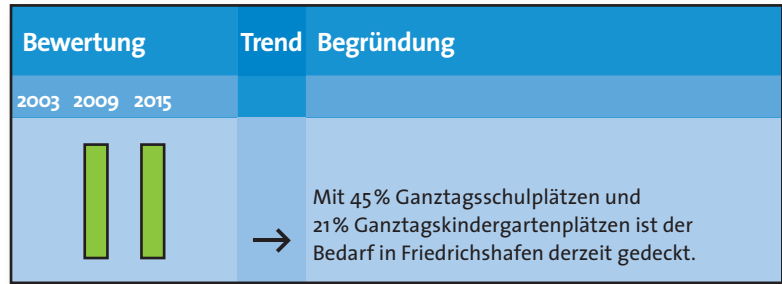 Bewertung Trend Begründung
2003 2009 2015
Mit 45% Ganztagsschulplätzen und
21% Ganztagskindergartenplätzen ist der
Bedarf in Friedrichshafen derzeit gedeckt.